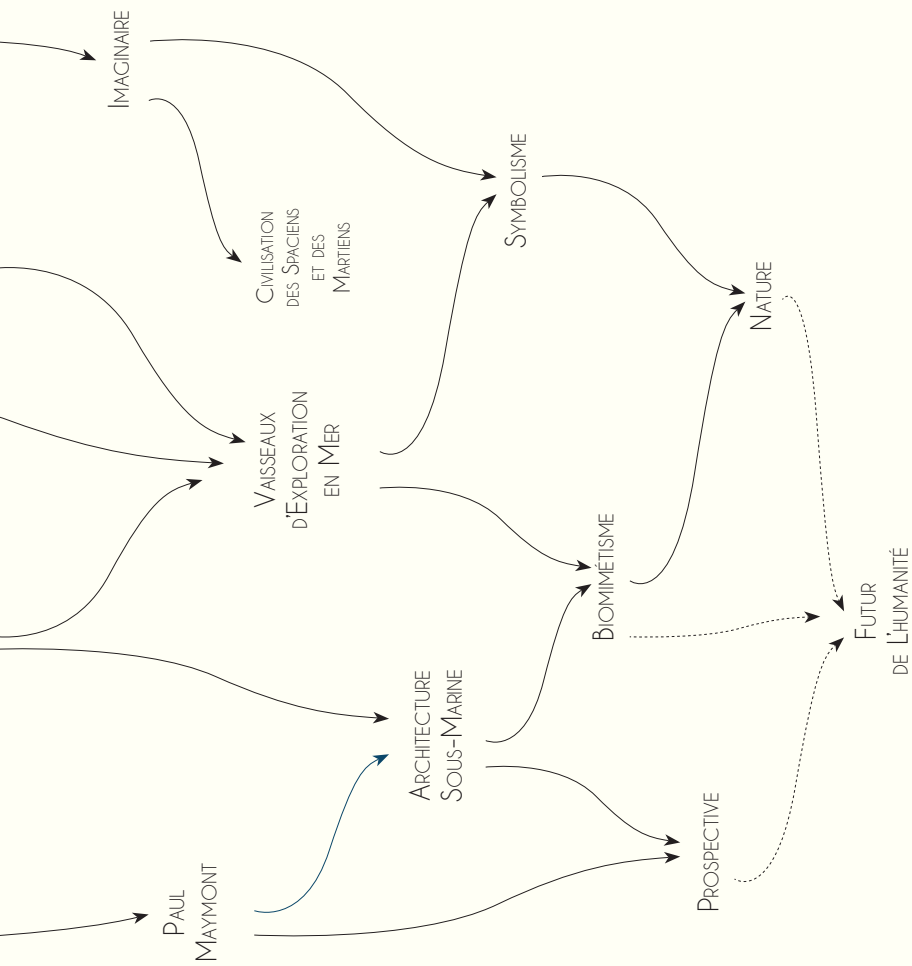 Imaginaire
Civilisation
des Spaciens
et des
Martiens
Symbolisme
Nature
Vaisseaux
d'Exploration
en Mer
Biomimétisme
Futur
de l'humanité
Architecture
Sous-Marine
Prospective
Paul
Maymont